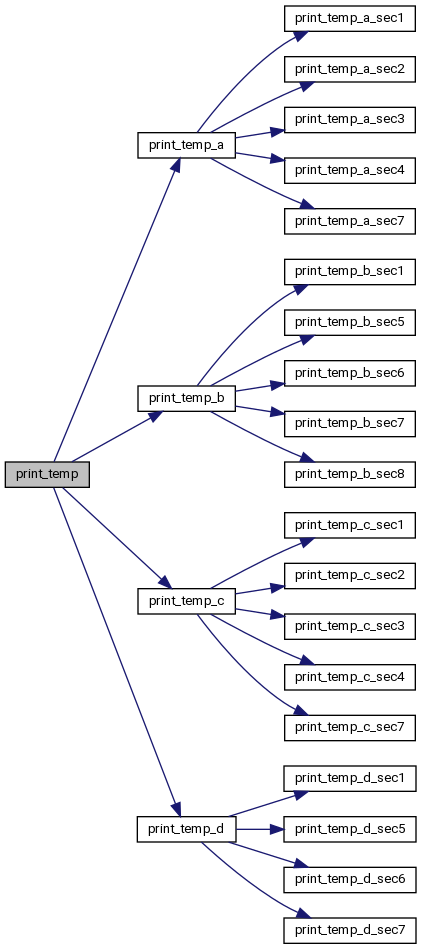 print_temp
print_temp_a
print_temp_a_sec1
print_temp_a_sec2
print_temp_a_sec3
print_temp_a_sec4
print_temp_a_sec7
print_temp_b
print_temp_b_sec1
print_temp_b_sec5
print_temp_b_sec6
print_temp_b_sec7
print_temp_b_sec8
print_temp_c
print_temp_c_sec1
print_temp_c_sec2
print_temp_c_sec3
print_temp_c_sec4
print_temp_c_sec7
print_temp_d
print_temp_d_sec1
print_temp_d_sec5
print_temp_d_sec6
print_temp_d_sec7